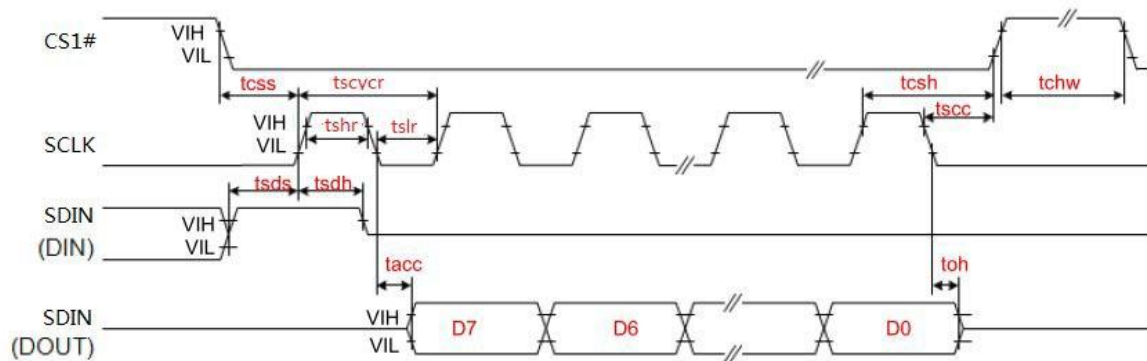 CS1#
VIH
VIL
tcss
tscycr
tcsh
tchw
tscc
SCLK
VIH
VIL
tshr
tslr
tsds
tsdh
SDIN
(DIN)
VIH
VIL
tacc
toh
SDIN
(DOUT)
VIH
VIL
D7
D6
D0